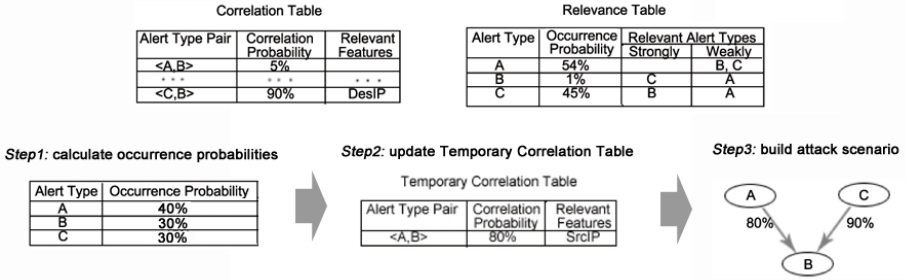 Correlation Table
Alert Type Pair Correlation Probability Relevant Features
<A,B> 5%
... ... ...
<C,B> 90% DesIP
Relevance Table
Alert Type Occurrence Probability Relevant Alert Types
Strongly Weakly
A 54% B, C
B 1% C A
C 45% B A
Step1: calculate occurrence probabilities
Alert Type Occurrence Probability
A 40%
B 30%
C 30%
Step2: update Temporary Correlation Table
Temporary Correlation Table
Alert Type Pair Correlation Probability Relevant Features
<A,B> 80% SrcIP
Step3: build attack scenario
A C
80% 90%
B